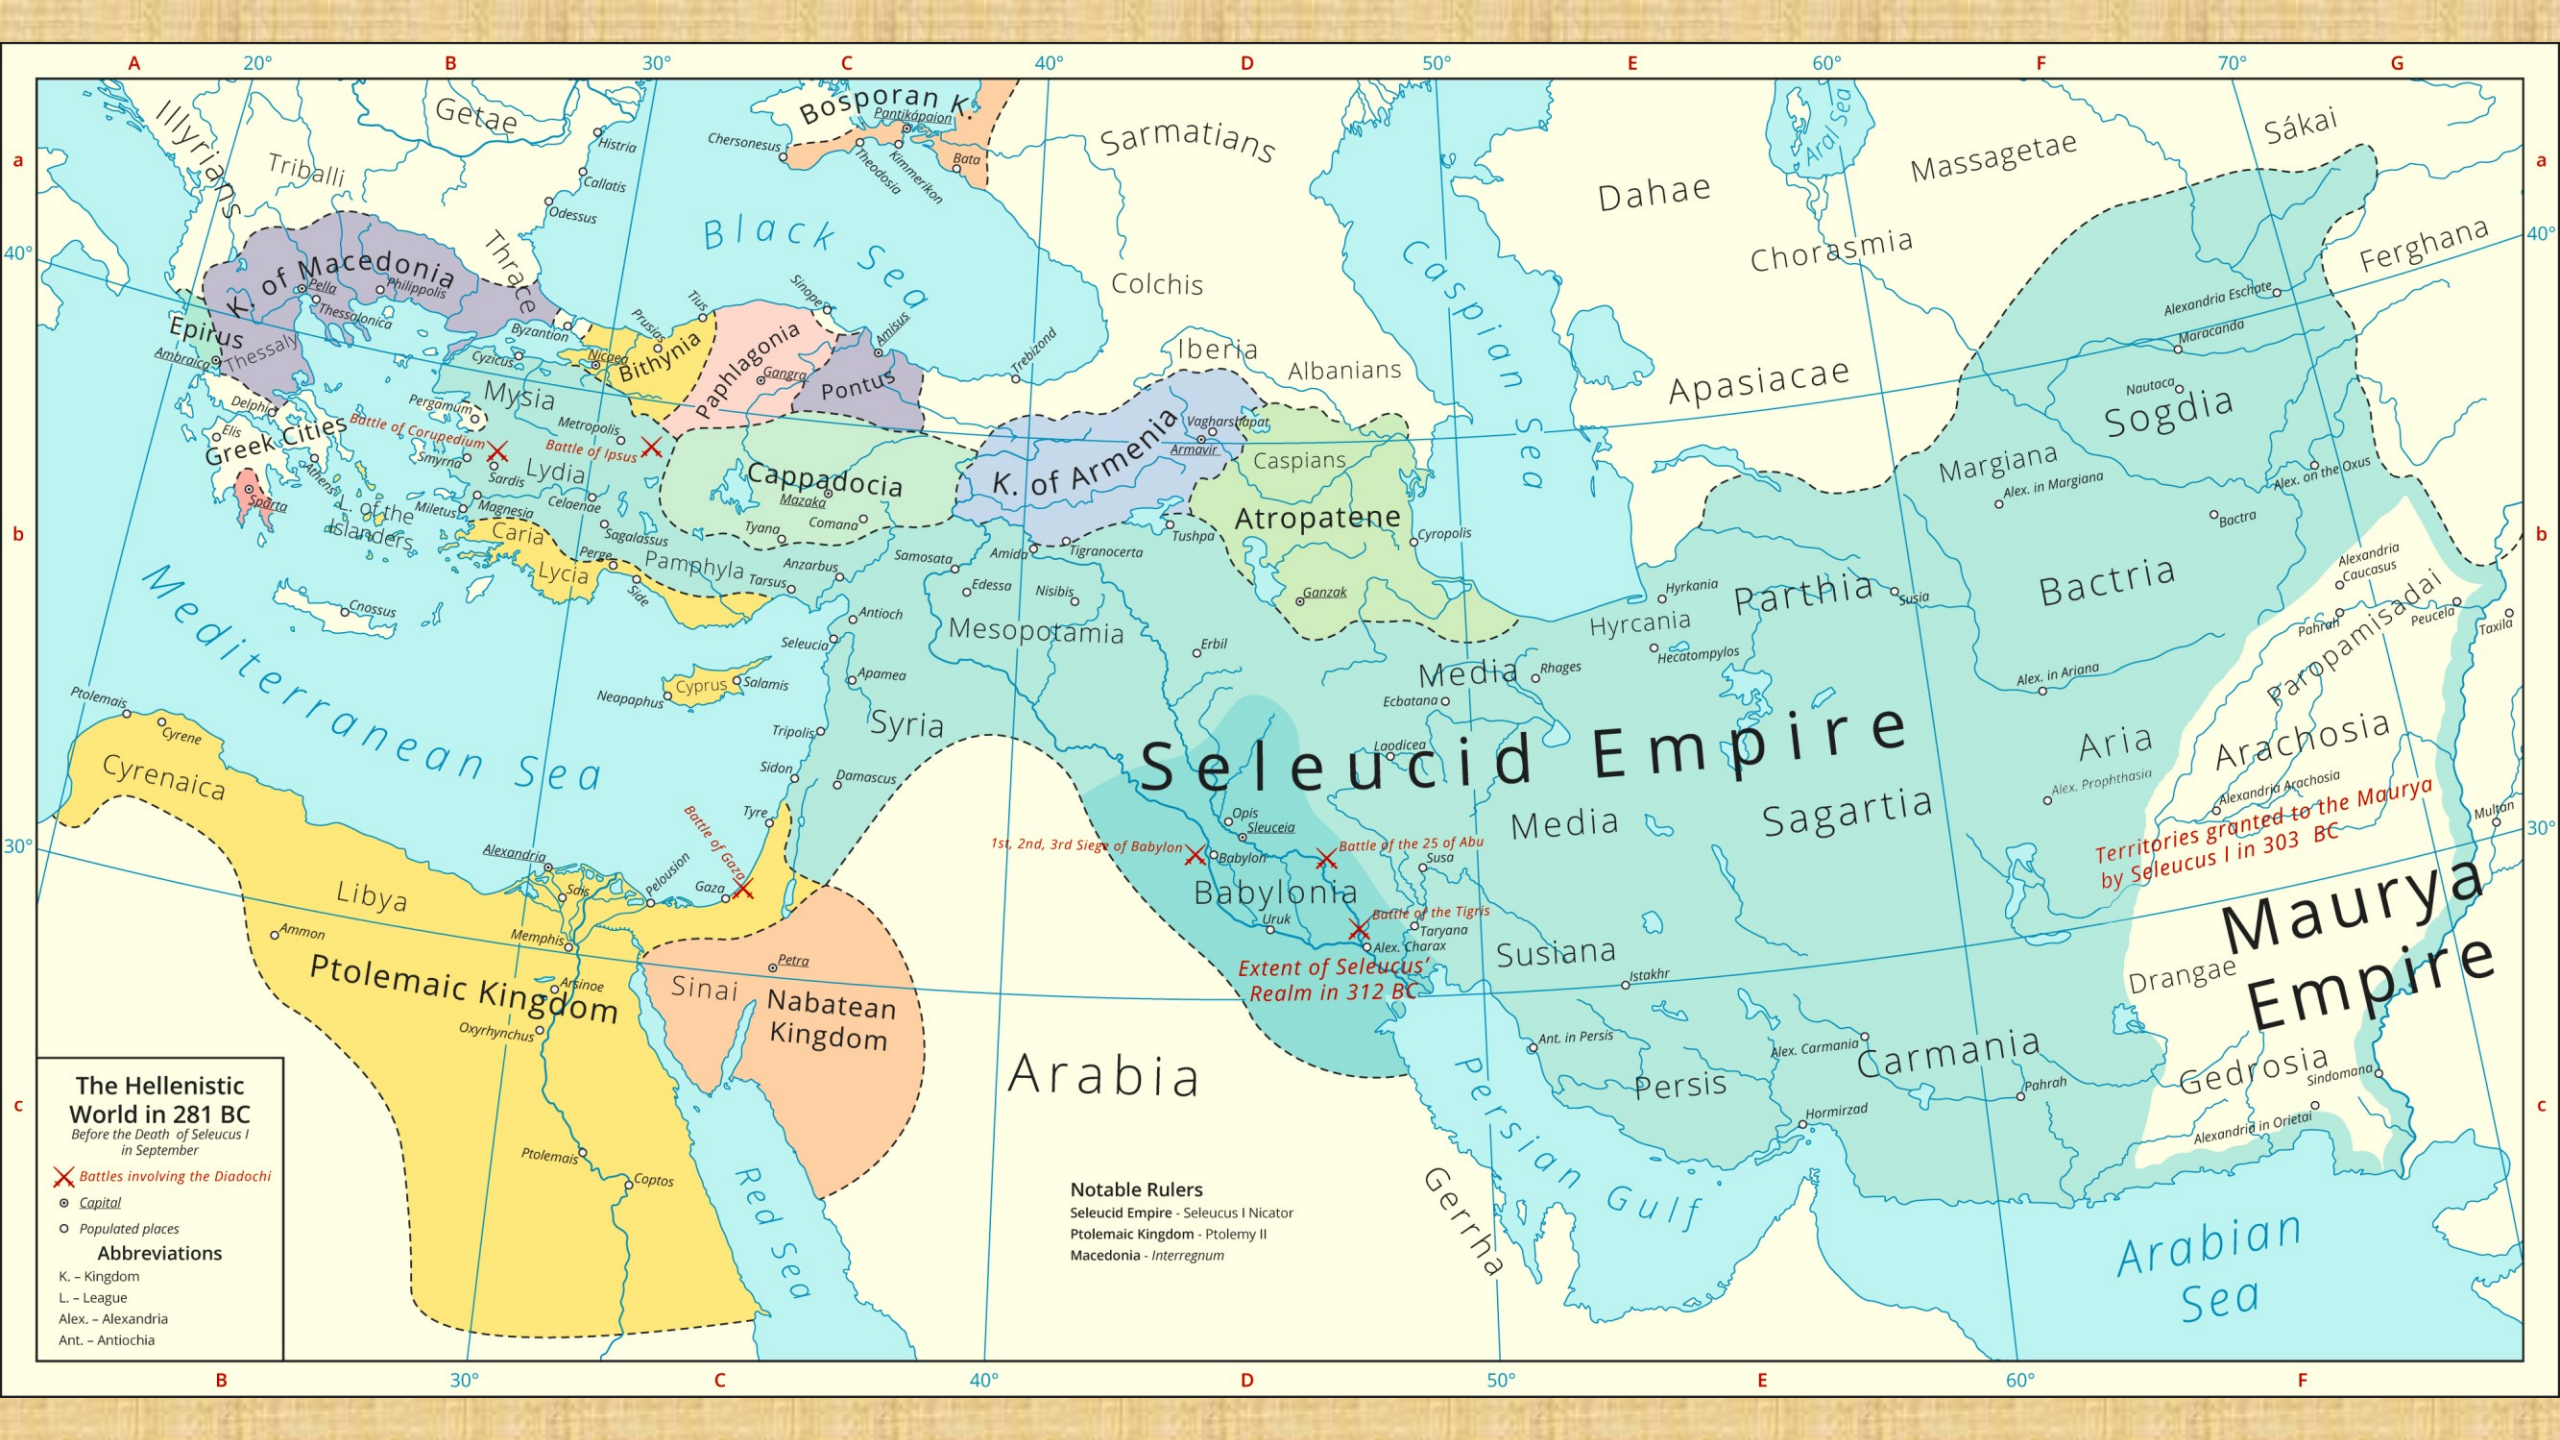 A
20°
B
30°
C
40°
D
50°
E
60°
F
70°
G
a
b
c
40°
30°
a
40°
b
30°
c
Illyrians
Getae
Triballi
Histria
Callatis
Odessus
Thrace
Bosporan K.
Pantikápaion
Chersonesus
Theodosia
Kimmerikon
Bata
Black Sea
Sarmatians
Colchis
Caspian Sea
Aral Sea
Dahae
Massagetae
Sákai
Chorasmia
Ferghana
Apasiacae
K. of Macedonia
Pella
Philippolis
Thessalonica
Epirus
Ambraica
Thessaly
Byzantion
Cyzicus
Nicaea
Prusias
Tius
Bithynia
Paphlagonia
Gangra
Sinope
Amisus
Pontus
Trebizond
Iberia
Albanians
Mysia
Pergamum
Metropolis
Battle of Corupedium
Battle of Ipsus
Delphi
Elis
Greek Cities
Athens
Sparta
L. of the
Islanders
Smyrna
Sardis
Lydia
Miletus
Magnesia
Celaenae
Sagalassus
Caria
Lycia
Perge
Side
Pamphyla
Tarsus
Cappadocia
Mazaka
Comana
Tyana
Anzarbus
K. of Armenia
Vagharshapat
Armavir
Caspians
Atropatene
Ganzak
Cyropolis
Tushpa
Tigranocerta
Amida
Samosata
Edessa
Nisibis
Mesopotamia
Erbil
Cnossus
Mediterranean Sea
Antioch
Seleucia
Apamea
Cyprus
Salamis
Neapaphus
Tripolis
Syria
Sidon
Damascus
Tyre
Battle of Gaza
Gaza
Pelousion
Ptolemais
Cyrene
Cyrenaica
Alexandria
Sais
Libya
Ammon
Memphis
Ptolemaic Kingdom
Arsinoe
Oxyrhynchus
Ptolemais
Coptos
Sinai
Petra
Nabatean
Kingdom
Red Sea
Arabia
Seleucid Empire
Media
Ecbatana
Rhages
Laodicea
Hyrcania
Hyrkania
Hecatompylos
Parthia
Susia
Margiana
Alex. in Margiana
Sogdia
Alexandria Eschate
Maracanda
Nautaca
Alex. on the Oxus
Bactra
Bactria
Alexandria
Caucasus
Pahrah
Paropamisadai
Peucela
Taxila
Alex. in Ariana
Aria
Alex. Prophthasia
Arachosia
Alexandria Arachosia
Territories granted to the Maurya
by Seleucus I in 303 BC
Multan
Maurya
Empire
Drangae
Gedrosia
Sindomana
Alexandria in Orietai
Opis
Sleuceia
1st, 2nd, 3rd Siege of Babylon
Babylon
Battle of the 25 of Abu
Susa
Babylonia
Uruk
Battle of the Tigris
Taryana
Alex. Charax
Extent of Seleucus'
Realm in 312 BC
Media
Sagartia
Susiana
Istakhr
Ant. in Persis
Persis
Alex. Carmania
Carmania
Pahrah
Hormirzad
Persian Gulf
Gerrha
Arabian
Sea
The Hellenistic
World in 281 BC
Before the Death of Seleucus I
in September
Battles involving the Diadochi
Capital
Populated places
Abbreviations
K. – Kingdom
L. – League
Alex. – Alexandria
Ant. – Antiochia
Notable Rulers
Seleucid Empire - Seleucus I Nicator
Ptolemaic Kingdom - Ptolemy II
Macedonia - Interregnum
B
30°
C
40°
D
50°
E
60°
F